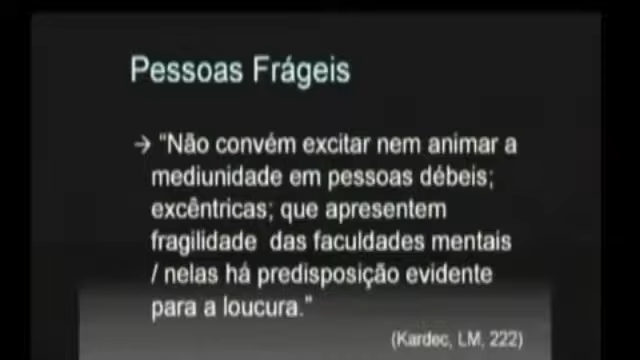 Pessoas Frágeis
→ "Não convém excitar nem animar a
mediunidade em pessoas débeis;
excêntricas; que apresentem
fragilidade das faculdades mentais
/ nelas há predisposição evidente
para a loucura."
(Kardec, LM, 222)